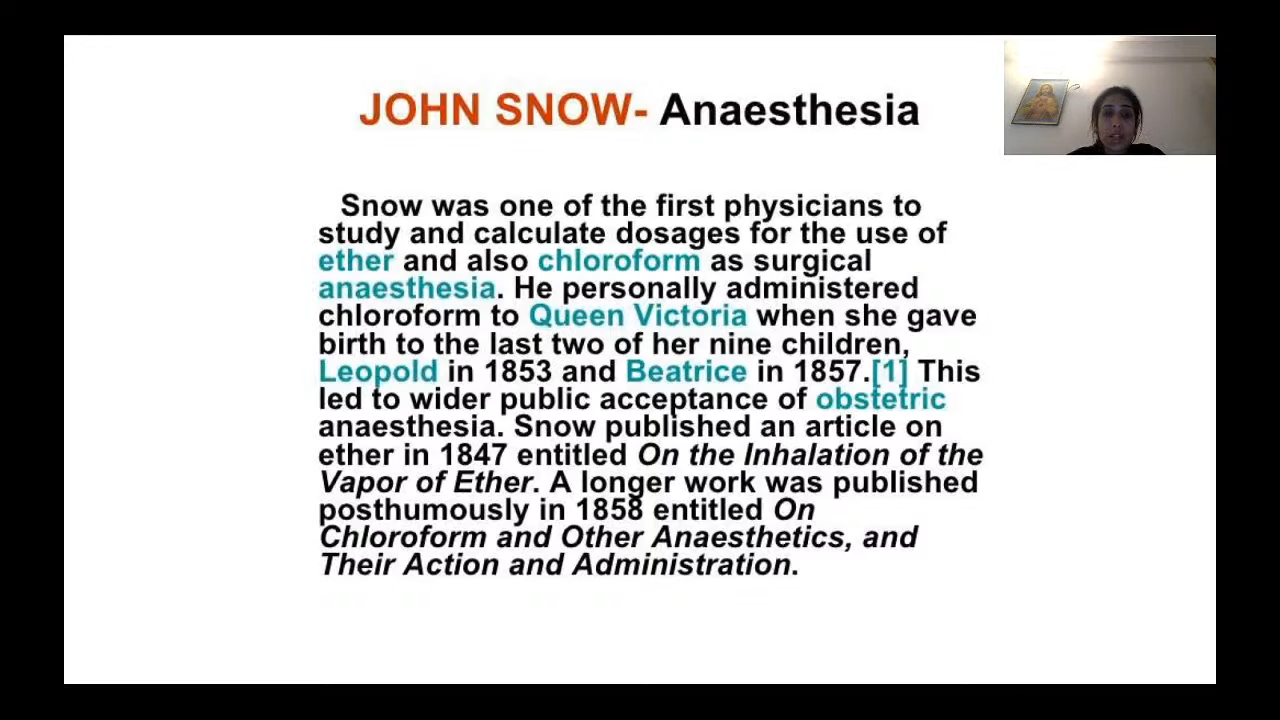 JOHN SNOW- Anaesthesia
Snow was one of the first physicians to
study and calculate dosages for the use of
ether and also chloroform as surgical
anaesthesia. He personally administered
chloroform to Queen Victoria when she gave
birth to the last two of her nine children,
Leopold in 1853 and Beatrice in 1857.[1] This
led to wider public acceptance of obstetric
anaesthesia. Snow published an article on
ether in 1847 entitled On the Inhalation of the
Vapor of Ether. A longer work was published
posthumously in 1858 entitled On
Chloroform and Other Anaesthetics, and
Their Action and Administration.